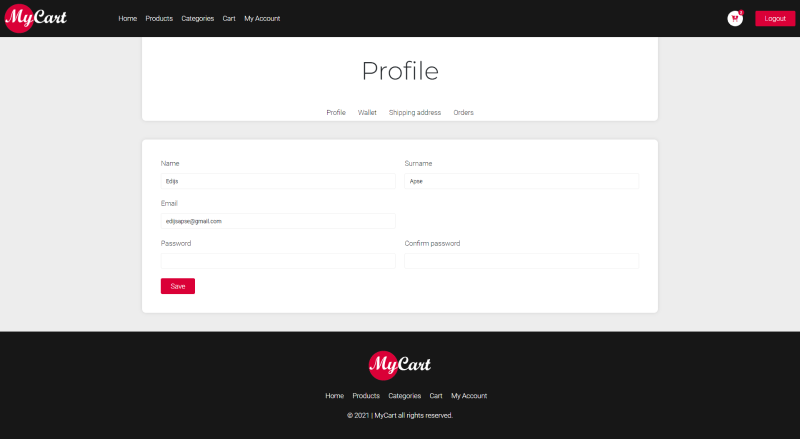 MyCart
Home Products Categories Cart My Account
Logout
Profile
Profile Wallet Shipping address Orders
Name Surname
Edijs Apse
Email
edijsapse@gmail.com
Password Confirm password
Save
MyCart
Home Products Categories Cart My Account
© 2021 | MyCart all rights reserved.